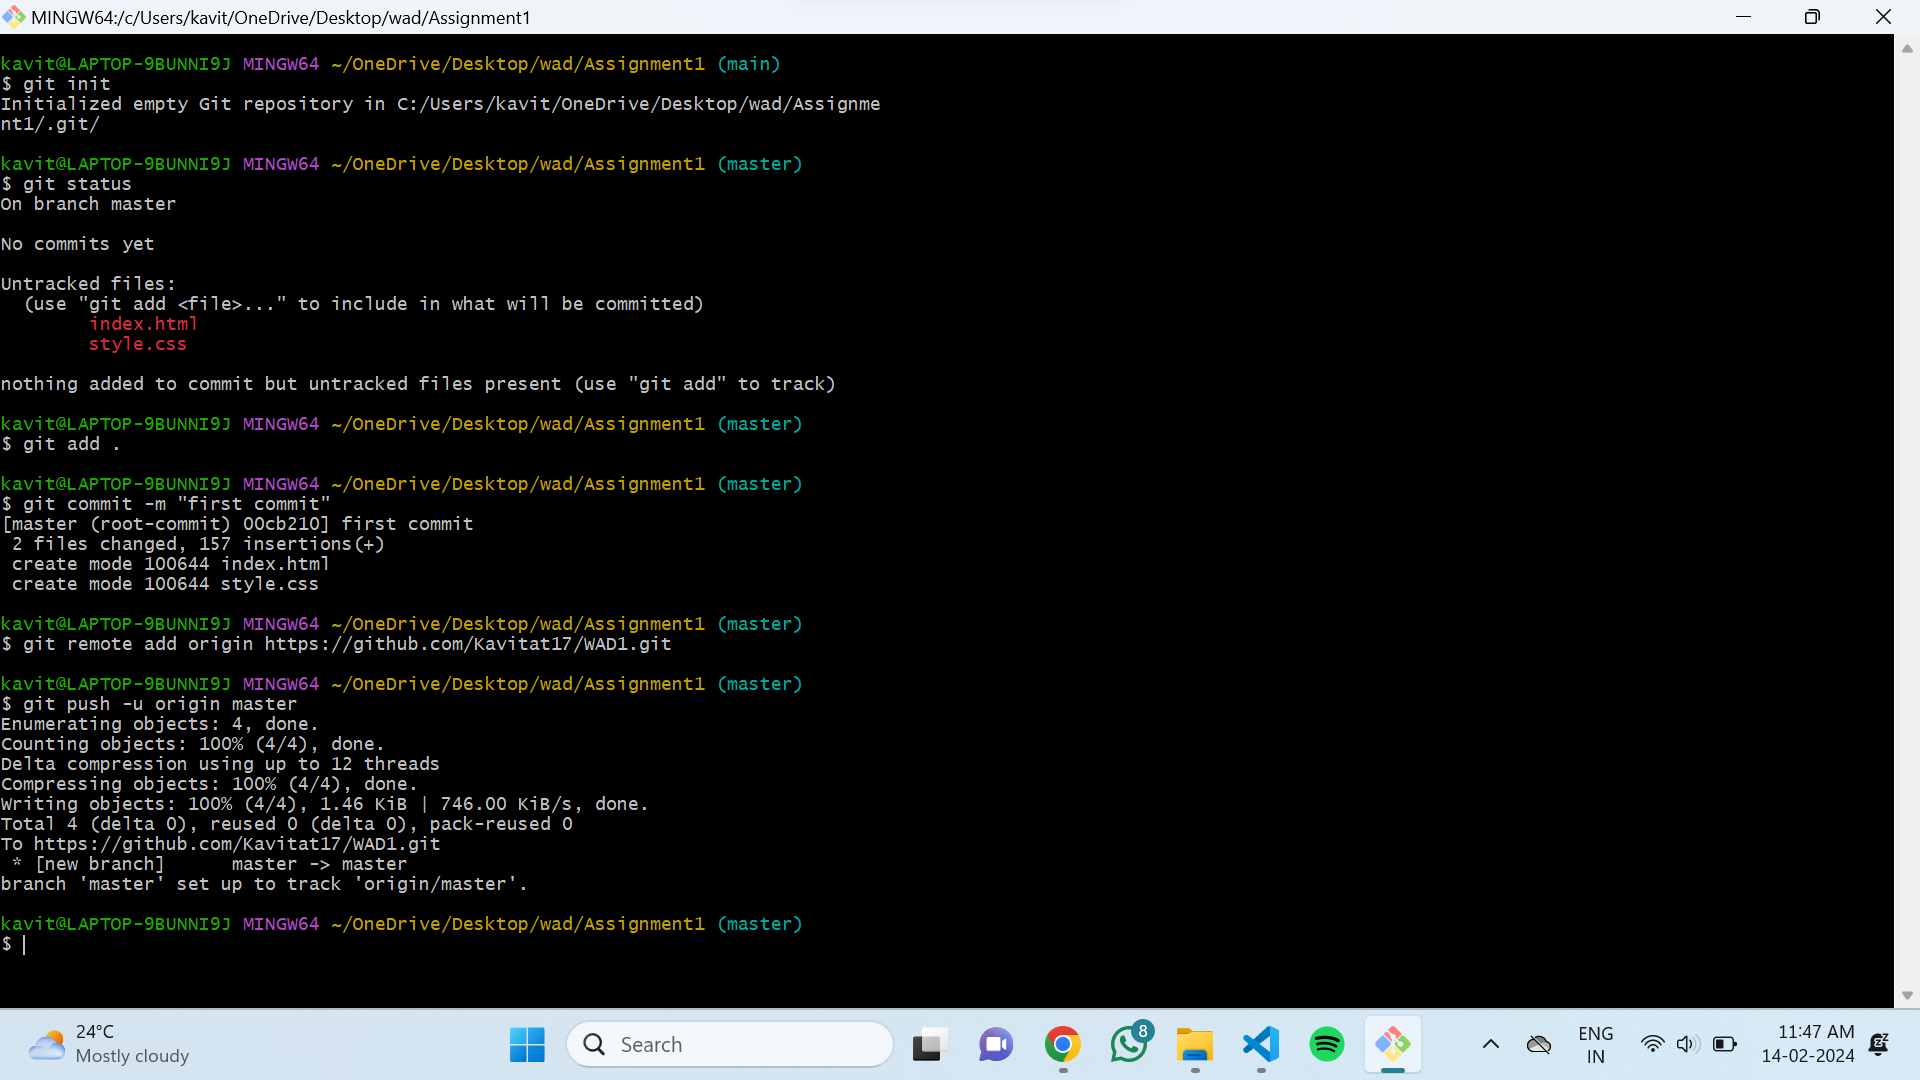 MINGW64:/c/Users/kavit/OneDrive/Desktop/wad/Assignment1
kavit@LAPTOP-9BUNNI9J MINGW64 ~/OneDrive/Desktop/wad/Assignment1 (main)
$ git init
Initialized empty Git repository in C:/Users/kavit/OneDrive/Desktop/wad/Assignme
nt1/.git/
kavit@LAPTOP-9BUNNI9J MINGW64 ~/OneDrive/Desktop/wad/Assignment1 (master)
$ git status
On branch master
No commits yet
Untracked files:
  (use "git add <file>..." to include in what will be committed)
        index.html
        style.css
nothing added to commit but untracked files present (use "git add" to track)
kavit@LAPTOP-9BUNNI9J MINGW64 ~/OneDrive/Desktop/wad/Assignment1 (master)
$ git add .
kavit@LAPTOP-9BUNNI9J MINGW64 ~/OneDrive/Desktop/wad/Assignment1 (master)
$ git commit -m "first commit"
[master (root-commit) 00cb210] first commit
 2 files changed, 157 insertions(+)
 create mode 100644 index.html
 create mode 100644 style.css
kavit@LAPTOP-9BUNNI9J MINGW64 ~/OneDrive/Desktop/wad/Assignment1 (master)
$ git remote add origin https://github.com/Kavitat17/WAD1.git
kavit@LAPTOP-9BUNNI9J MINGW64 ~/OneDrive/Desktop/wad/Assignment1 (master)
$ git push -u origin master
Enumerating objects: 4, done.
Counting objects: 100% (4/4), done.
Delta compression using up to 12 threads
Compressing objects: 100% (4/4), done.
Writing objects: 100% (4/4), 1.46 KiB | 746.00 KiB/s, done.
Total 4 (delta 0), reused 0 (delta 0), pack-reused 0
To https://github.com/Kavitat17/WAD1.git
 * [new branch]      master -> master
branch 'master' set up to track 'origin/master'.
kavit@LAPTOP-9BUNNI9J MINGW64 ~/OneDrive/Desktop/wad/Assignment1 (master)
$
24°C
Mostly cloudy
Search
8
ENG
IN
11:47 AM
14-02-2024